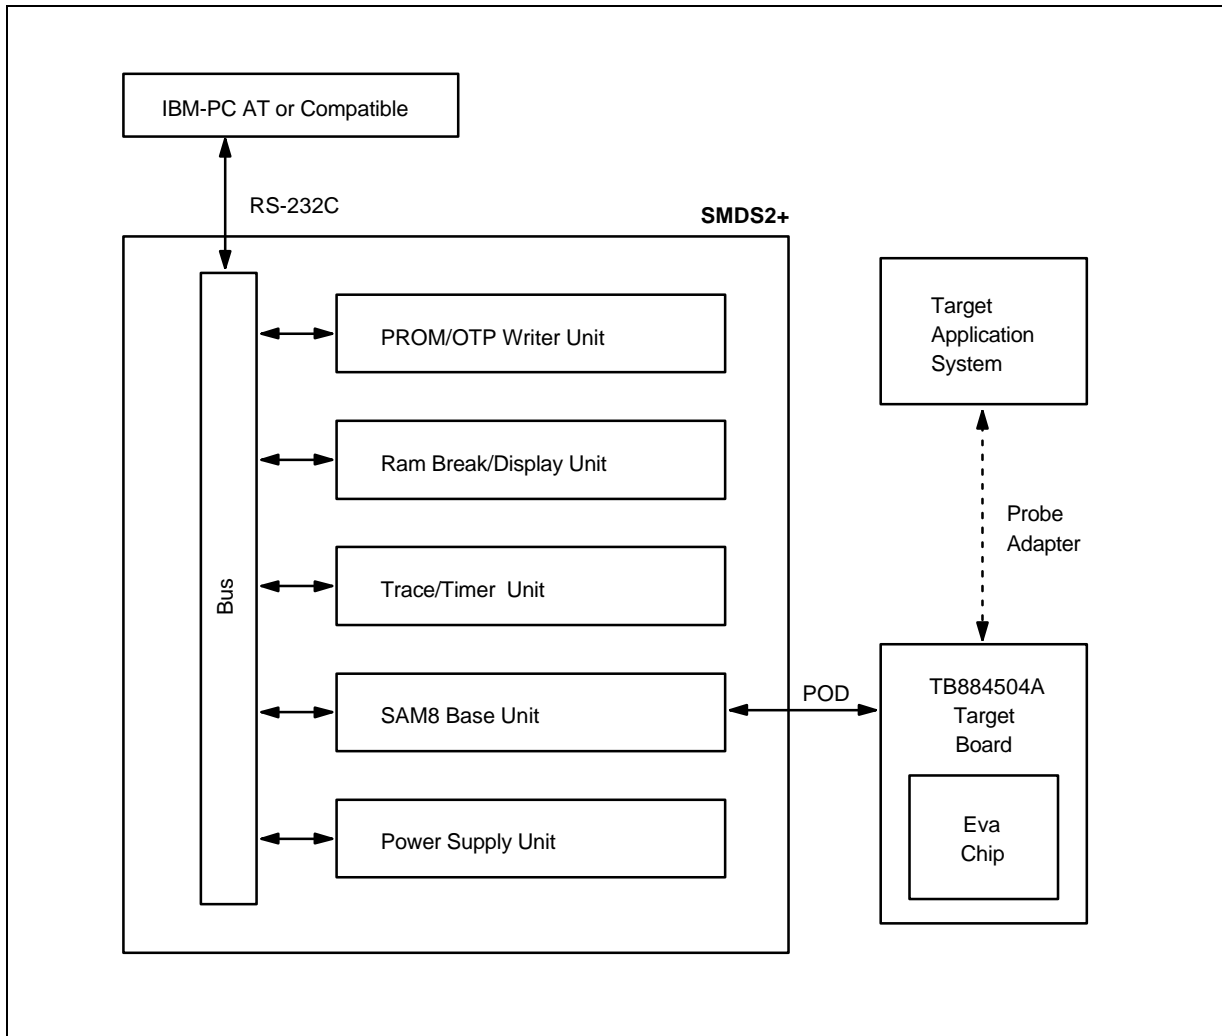 IBM-PC AT or Compatible
RS-232C
SMDS2+
PROM/OTP Writer Unit
Ram Break/Display Unit
Trace/Timer Unit
SAM8 Base Unit
Power Supply Unit
Bus
POD
Target
Application
System
Probe
Adapter
TB884504A
Target
Board
Eva
Chip